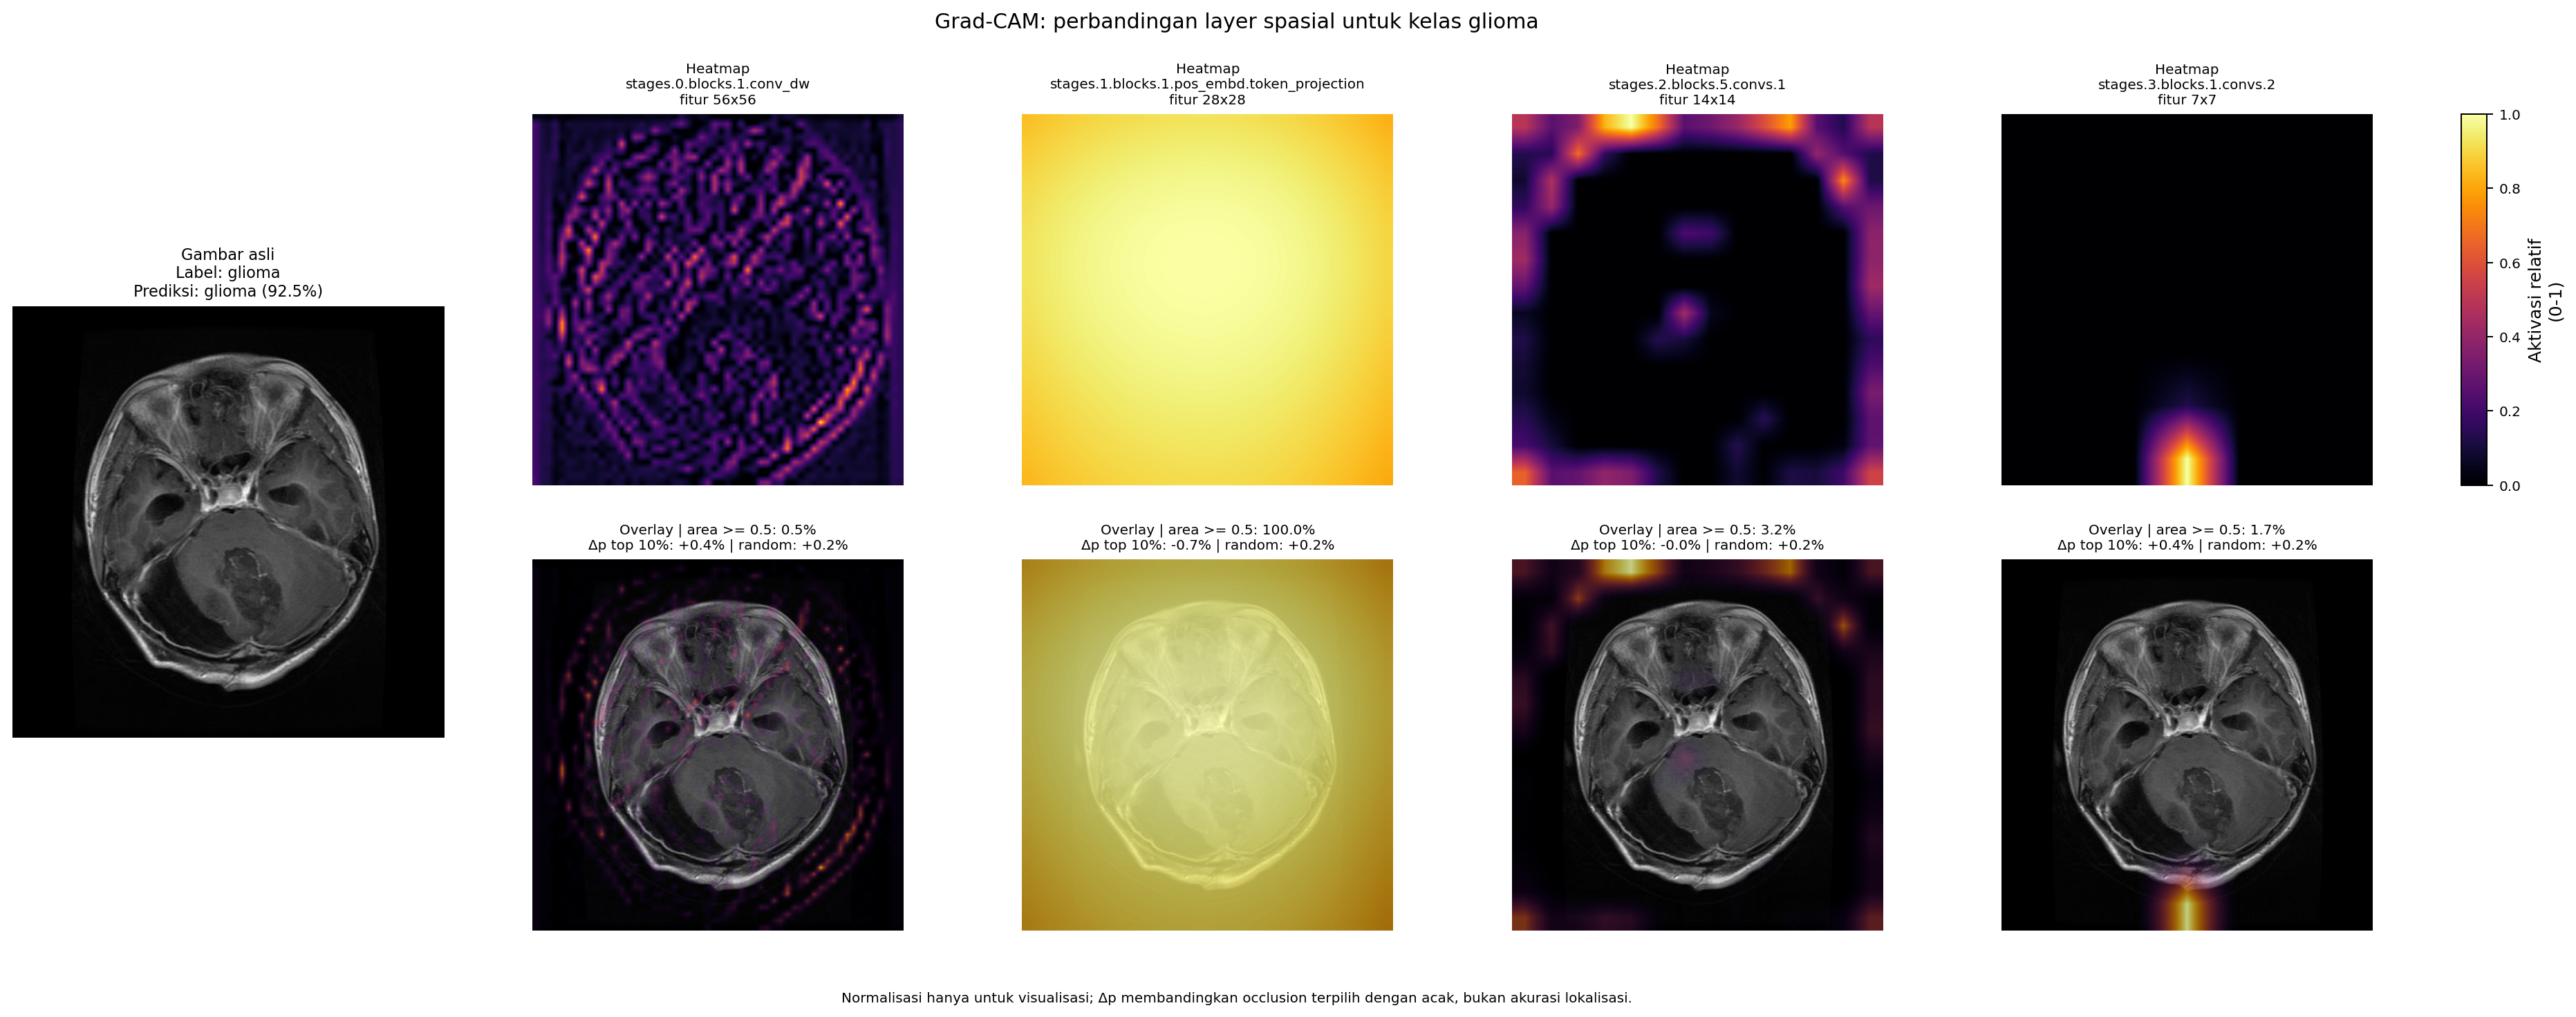 Grad-CAM: perbandingan layer spasial untuk kelas glioma
Gambar asli
Label: glioma
Prediksi: glioma (92.5%)
Heatmap
stages.0.blocks.1.conv_dw
fitur 56x56
Heatmap
stages.1.blocks.1.pos_embd.token_projection
fitur 28x28
Heatmap
stages.2.blocks.5.convs.1
fitur 14x14
Heatmap
stages.3.blocks.1.convs.2
fitur 7x7
1.0
0.8
0.6
0.4
0.2
0.0
Aktivasi relatif
(0-1)
Overlay | area >= 0.5: 0.5%
Δp top 10%: +0.4% | random: +0.2%
Overlay | area >= 0.5: 100.0%
Δp top 10%: -0.7% | random: +0.2%
Overlay | area >= 0.5: 3.2%
Δp top 10%: -0.0% | random: +0.2%
Overlay | area >= 0.5: 1.7%
Δp top 10%: +0.4% | random: +0.2%
Normalisasi hanya untuk visualisasi; Δp membandingkan occlusion terpilih dengan acak, bukan akurasi lokalisasi.